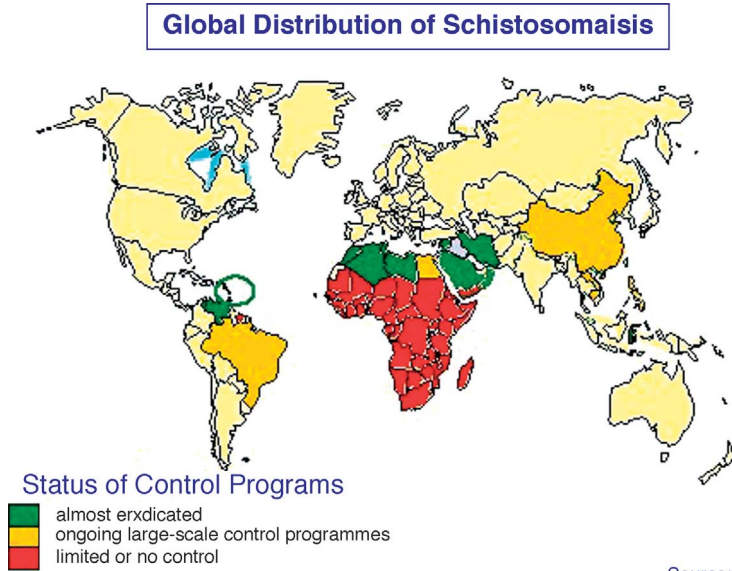 Global Distribution of Schistosomaisis
Status of Control Programs
almost erxdicated
ongoing large-scale control programmes
limited or no control